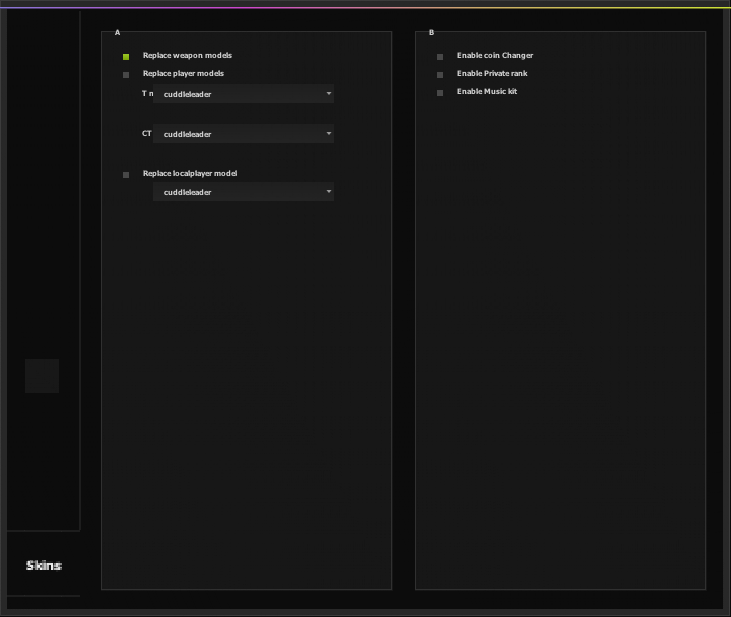 A
Replace weapon models
Replace player models
T n
cuddleleader
CT
cuddleleader
Replace localplayer model
cuddleleader
B
Enable coin Changer
Enable Private rank
Enable Music kit
Skins